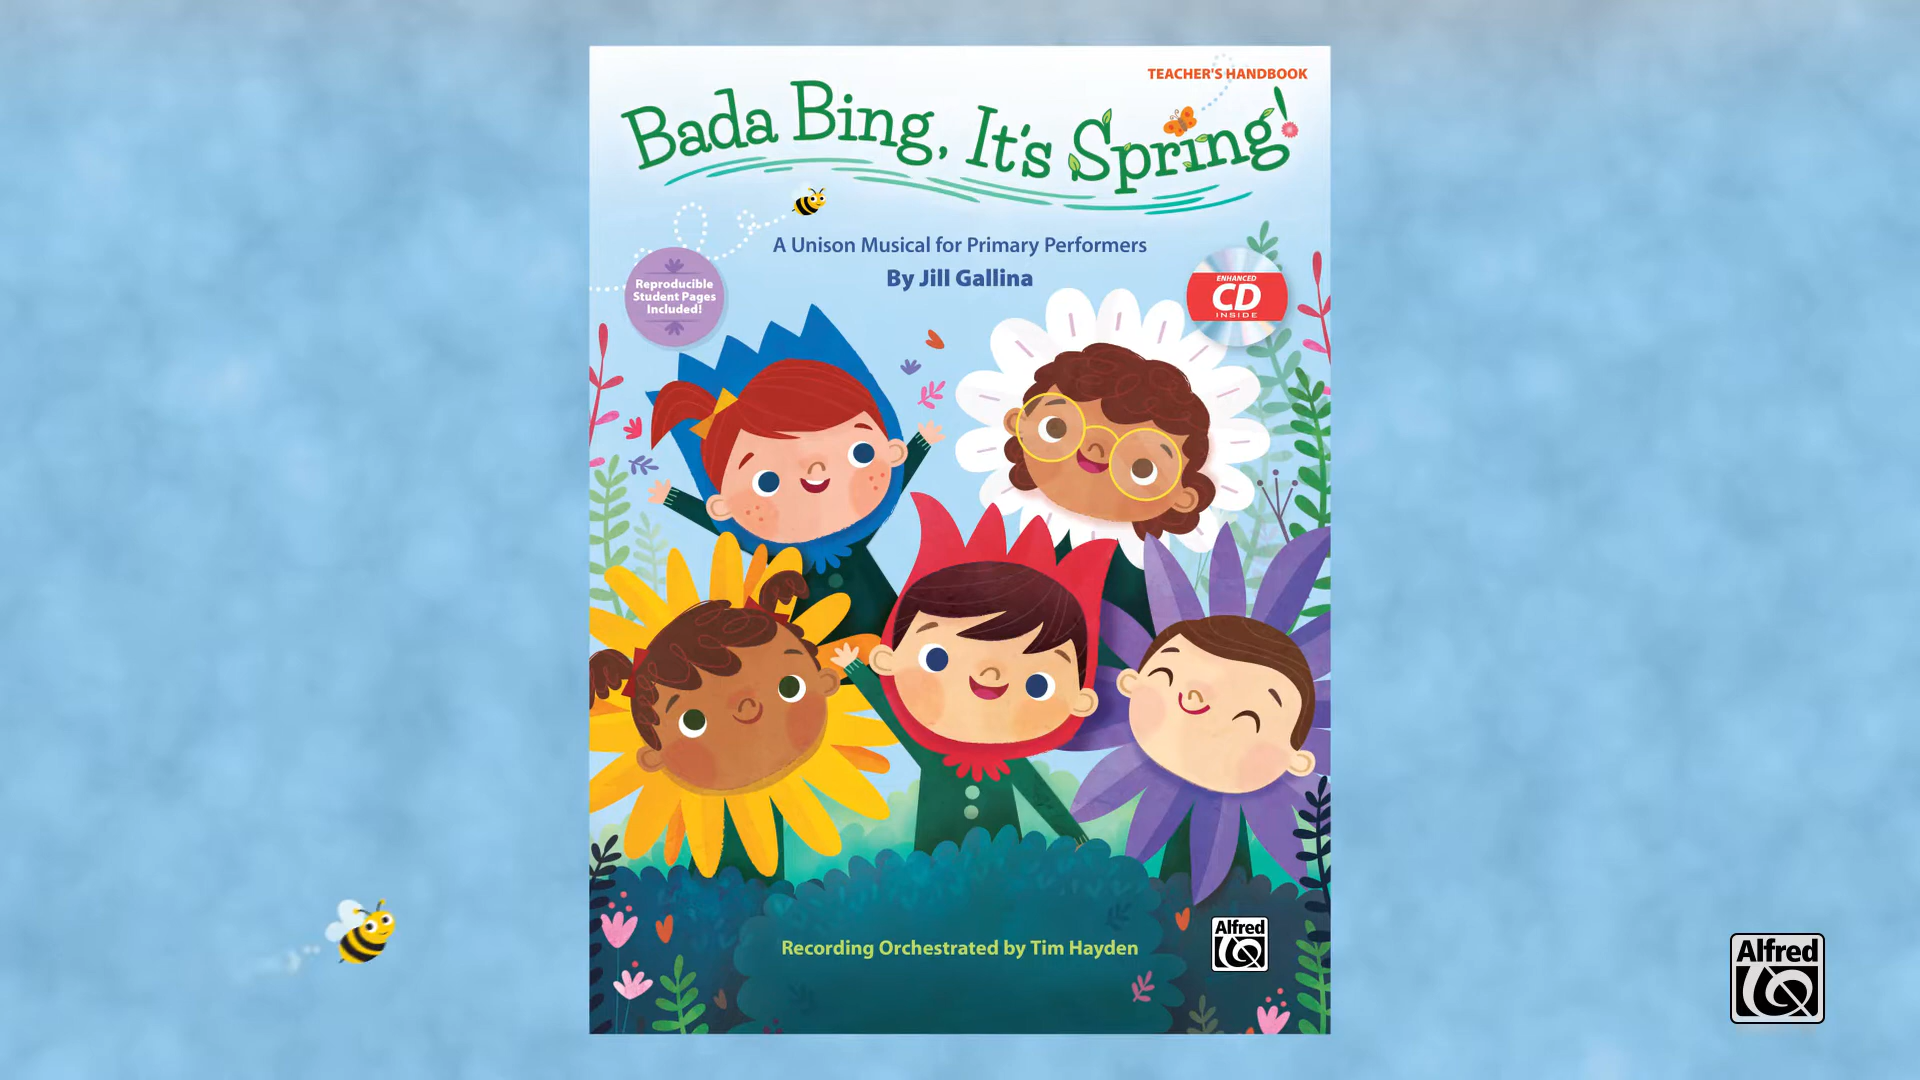 TEACHER'S HANDBOOK
Bada Bing, It's Spring!
A Unison Musical for Primary Performers
By Jill Gallina
Reproducible
Student Pages
Included!
ENHANCED
CD
INSIDE
Recording Orchestrated by Tim Hayden
Alfred
Alfred